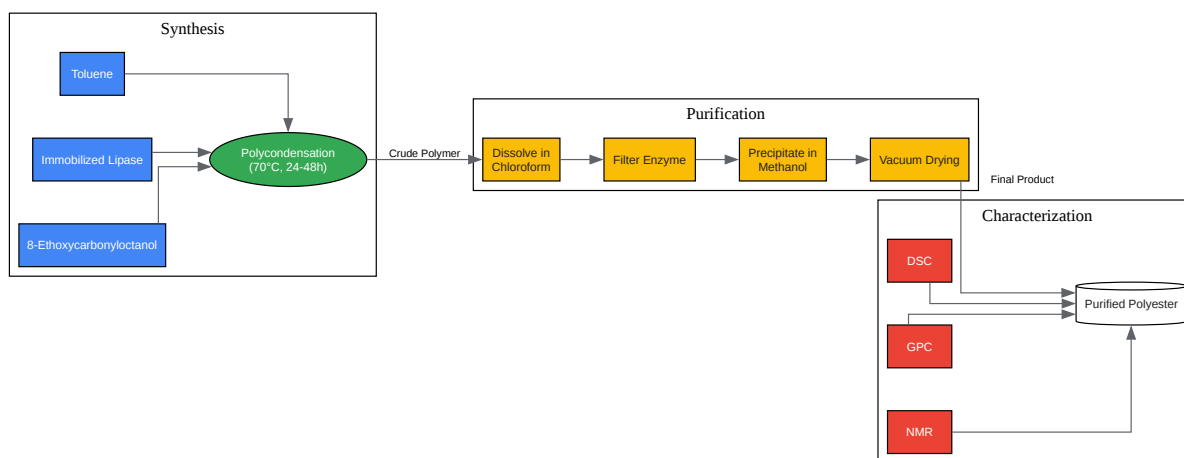 Synthesis
Toluene
Immobilized Lipase
8-Ethoxycarbonyloctanol
Polycondensation
(70°C, 24-48h)
Crude Polymer
Purification
Dissolve in
Chloroform
Filter Enzyme
Precipitate in
Methanol
Vacuum Drying
Final Product
Characterization
DSC
GPC
NMR
Purified Polyester